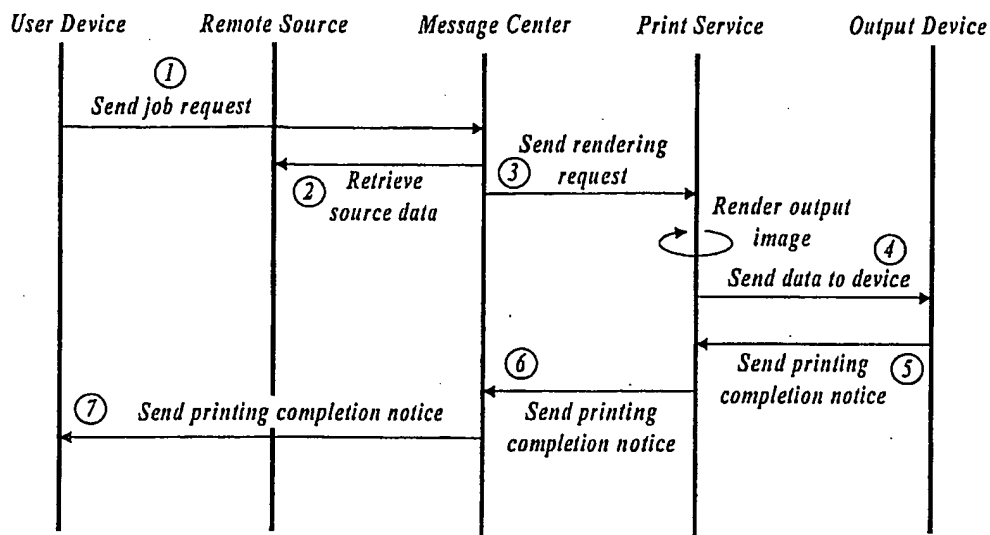 User Device Remote Source Message Center Print Service Output Device
1
Send job request
Send rendering
request
3
2
Retrieve
source data
Render output
image
4
Send data to device
6
Send printing
completion notice
5
7
Send printing completion notice
Send printing
completion notice